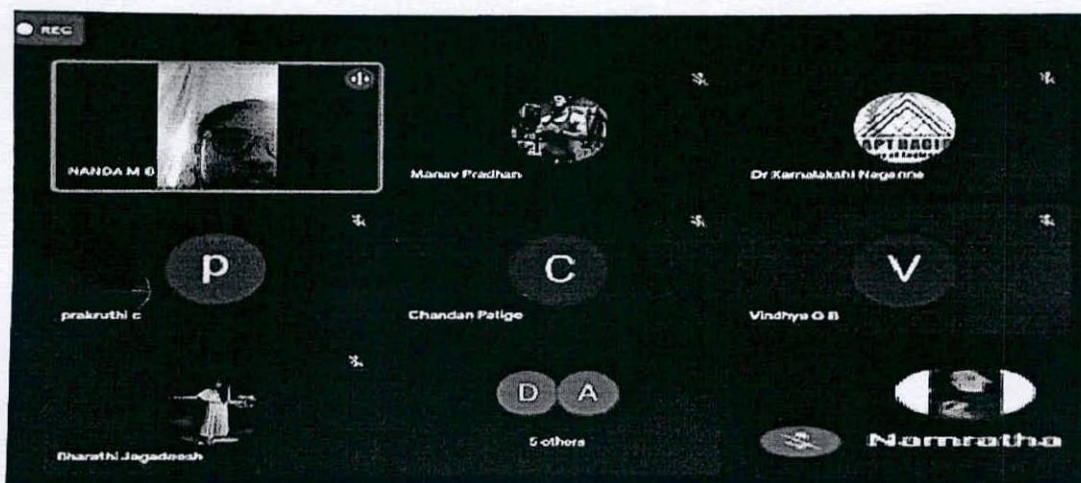 REC
NANDA M B
Manav Pradhan
Dr Kamalakshi Naganna
P
prakruthi c
C
Chandan Patige
V
Vindhya G B
Bharathi Jagadeesh
D A
5 others
Namratha